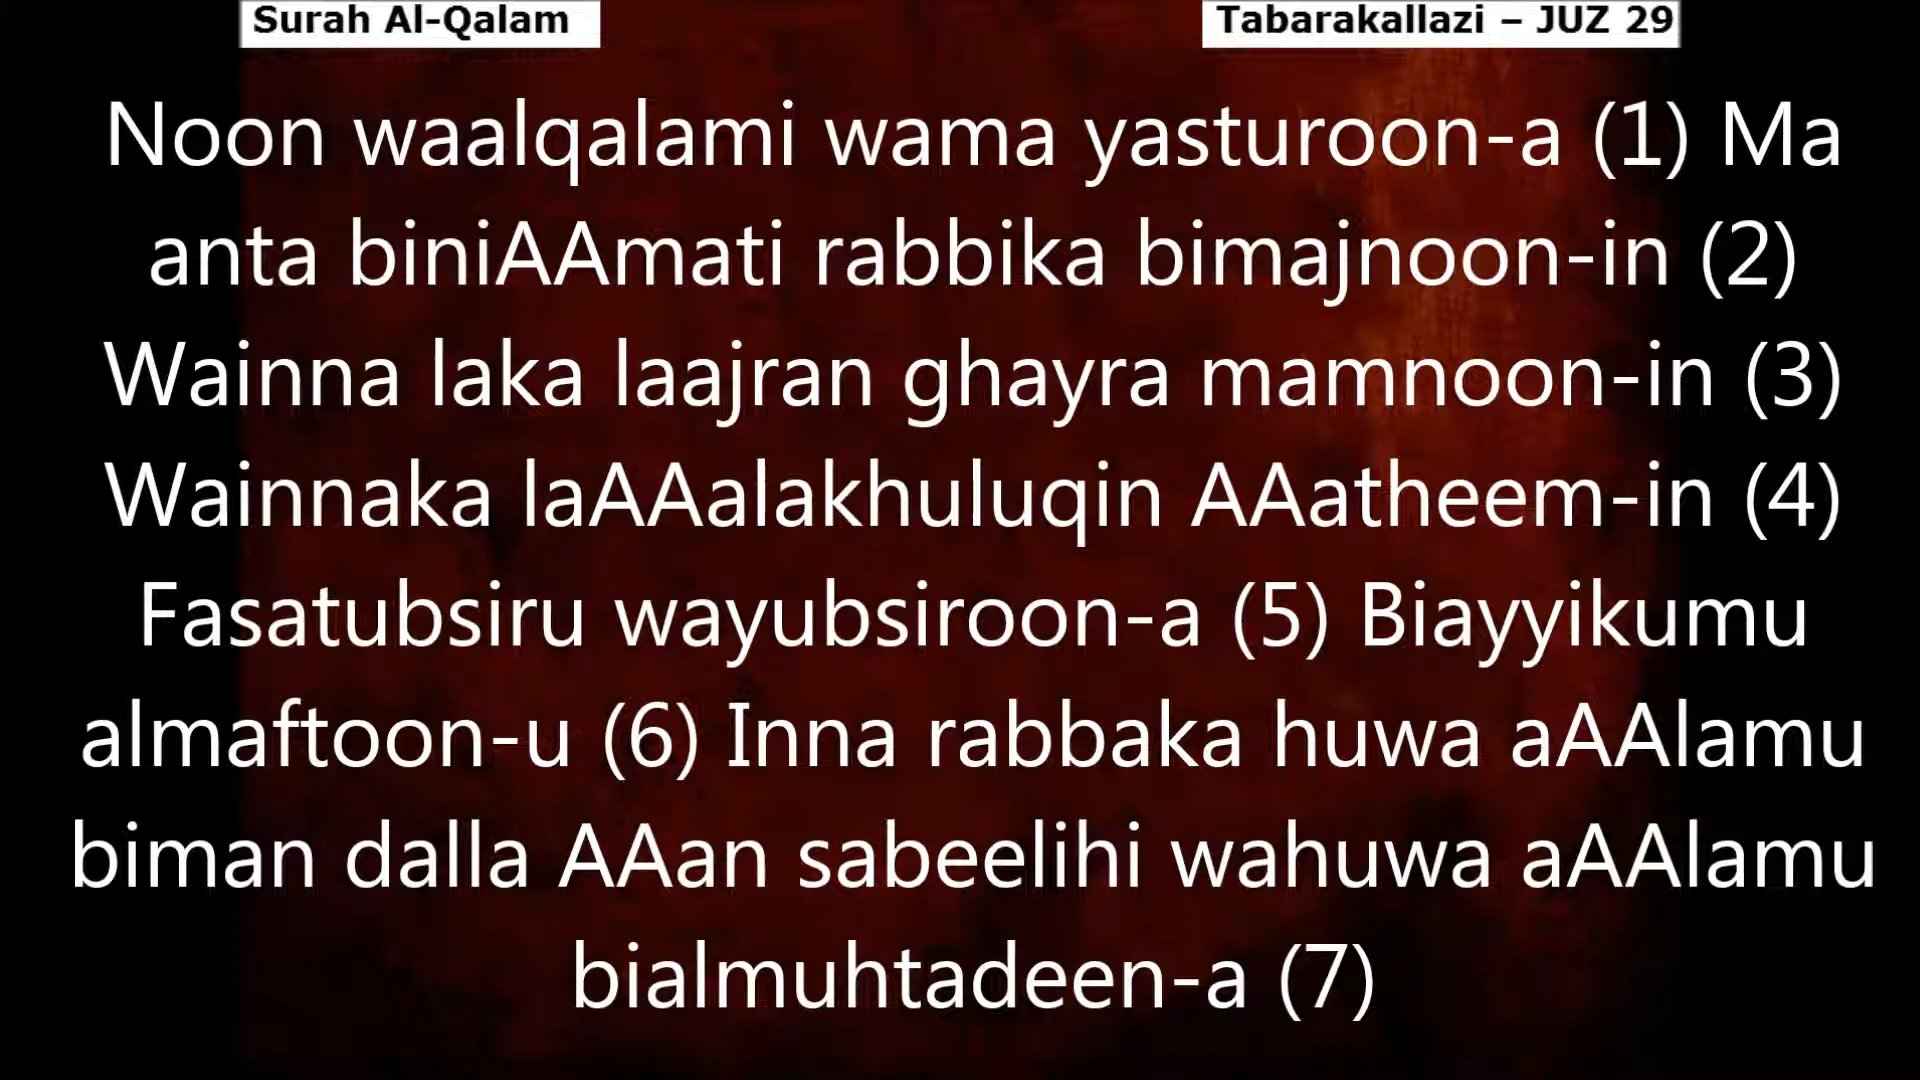 Surah Al-Qalam
Tabarakallazi – JUZ 29
Noon waalqalami wama yasturoon-a (1) Ma
anta biniAAmati rabbika bimajnoon-in (2)
Wainna laka laajran ghayra mamnoon-in (3)
Wainnaka laAAalakhuluqin AAatheem-in (4)
Fasatubsiru wayubsiroon-a (5) Biayyikumu
almaftoon-u (6) Inna rabbaka huwa aAAlamu
biman dalla AAan sabeelihi wahuwa aAAlamu
bialmuhtadeen-a (7)